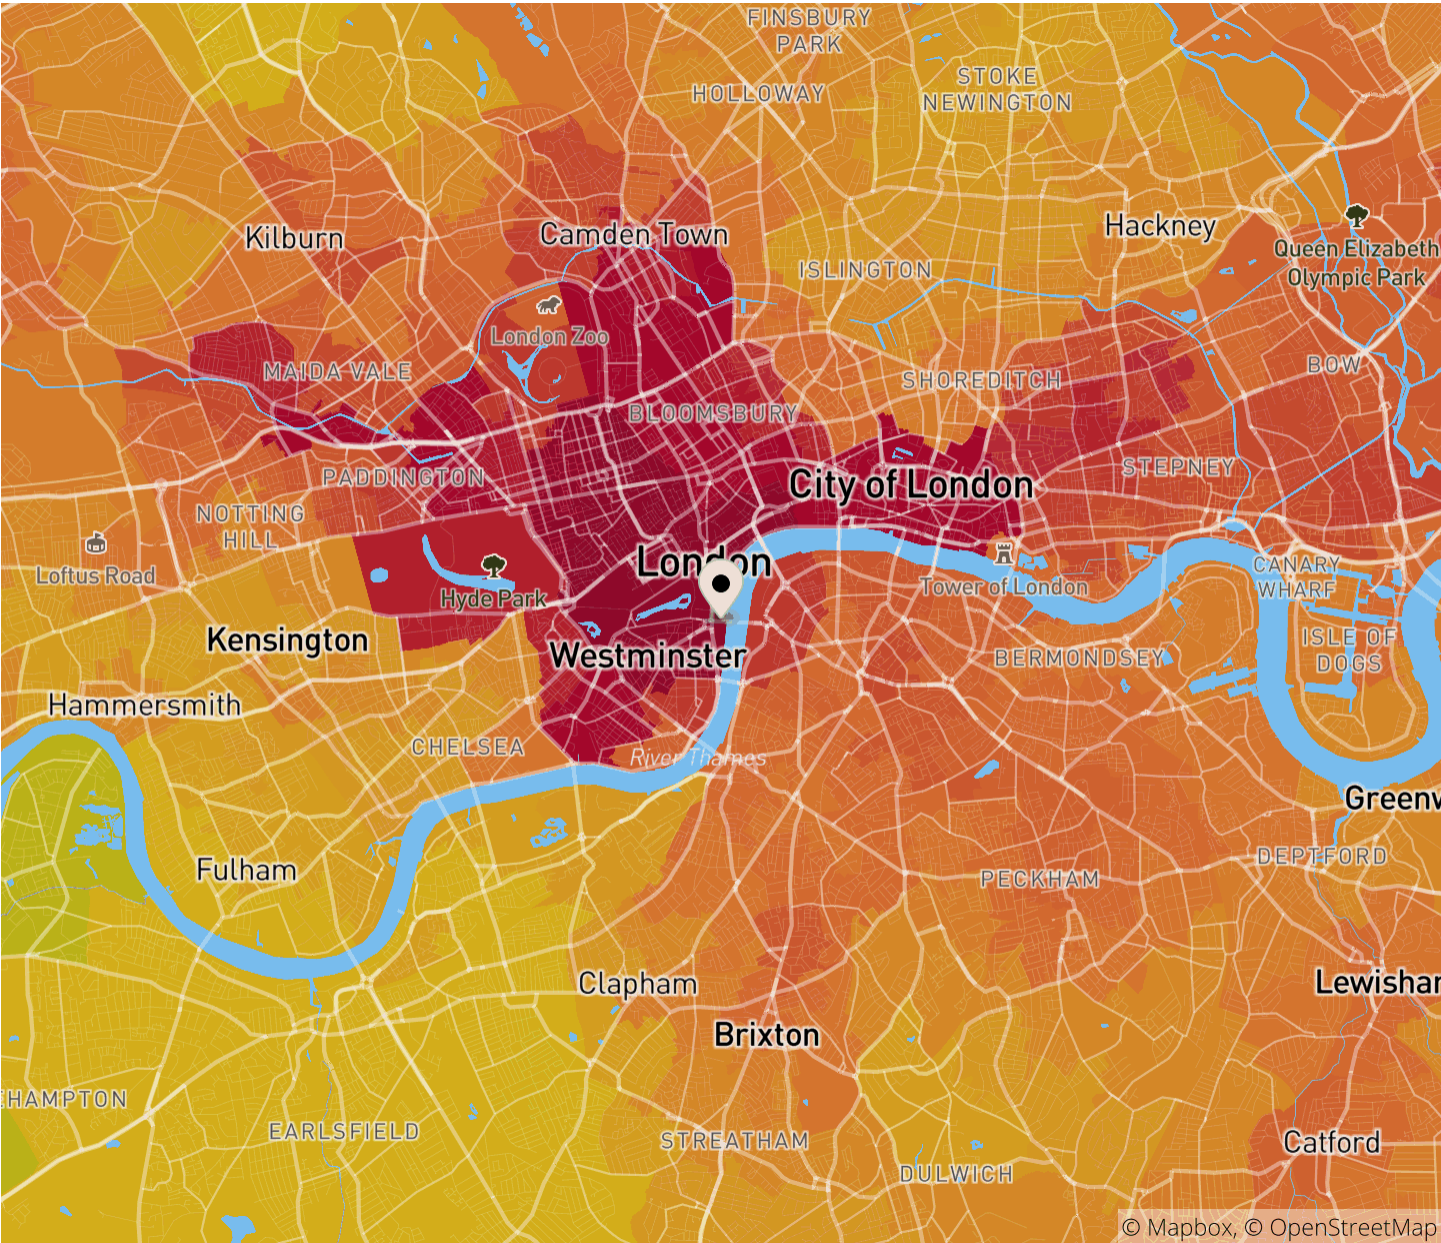 FINSBURY
PARK
STOKE
NEWINGTON
HOLLOWAY
Kilburn
Camden Town
Hackney
Queen Elizabeth
Olympic Park
ISLINGTON
London Zoo
MAIDA VALE
SHOREDITCH
BOW
BLOOMSBURY
PADDINGTON
City of London
STEPNEY
NOTTING
HILL
London
Loftus Road
Hyde Park
Tower of London
CANARY
WHARF
Kensington
Westminster
BERMONDSEY
ISLE OF
DOGS
Hammersmith
CHELSEA
River Thames
Greenw
Fulham
PECKHAM
DEPTFORD
Clapham
Lewishar
Brixton
EHAMPTON
EARLSFIELD
STREATHAM
Catford
DULWICH
© Mapbox, © OpenStreetMap